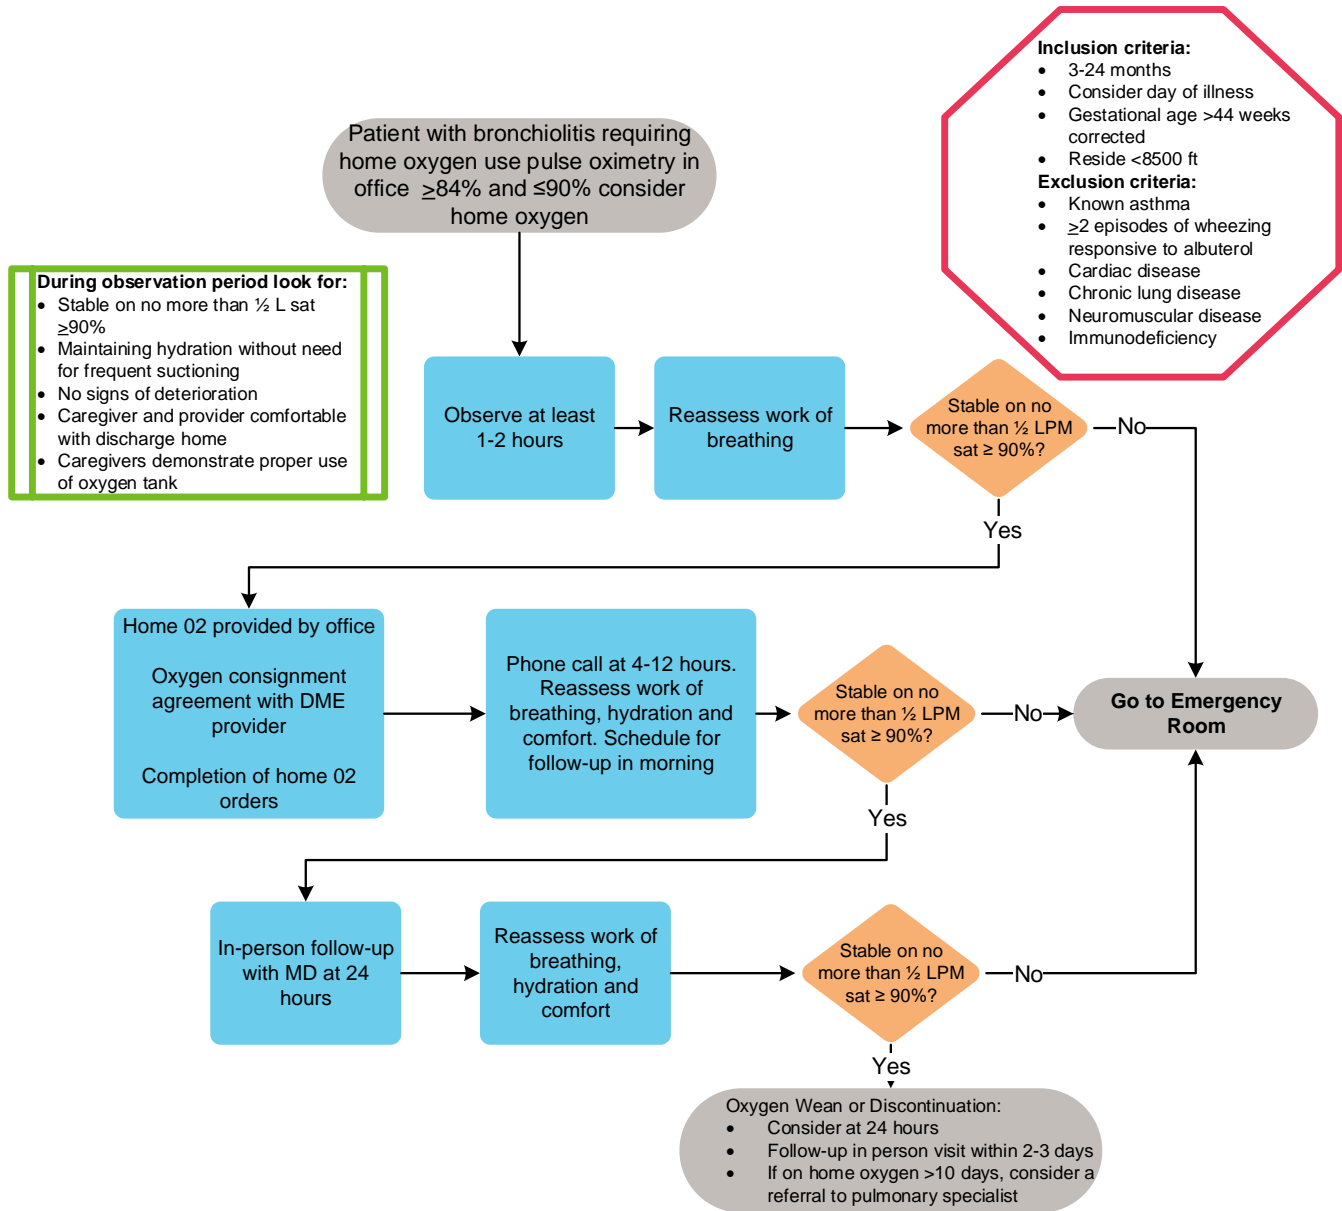 Inclusion criteria:
• 3-24 months
• Consider day of illness
• Gestational age >44 weeks
corrected
• Reside <8500 ft
Exclusion criteria:
• Known asthma
• ≥2 episodes of wheezing
responsive to albuterol
• Cardiac disease
• Chronic lung disease
• Neuromuscular disease
• Immunodeficiency
Patient with bronchiolitis requiring
home oxygen use pulse oximetry in
office ≥84% and ≤90% consider
home oxygen
During observation period look for:
• Stable on no more than ½ L sat
≥90%
• Maintaining hydration without need
for frequent suctioning
• No signs of deterioration
• Caregiver and provider comfortable
with discharge home
• Caregivers demonstrate proper use
of oxygen tank
Observe at least
1-2 hours
Reassess work of
breathing
Stable on no
more than ½ LPM
sat ≥ 90%?
No
Yes
Home 02 provided by office
Oxygen consignment
agreement with DME
provider
Completion of home 02
orders
Phone call at 4-12 hours.
Reassess work of
breathing, hydration and
comfort. Schedule for
follow-up in morning
Stable on no
more than ½ LPM
sat ≥ 90%?
No
Go to Emergency
Room
Yes
In-person follow-up
with MD at 24
hours
Reassess work of
breathing,
hydration and
comfort
Stable on no
more than ½ LPM
sat ≥ 90%?
No
Yes
Oxygen Wean or Discontinuation:
• Consider at 24 hours
• Follow-up in person visit within 2-3 days
• If on home oxygen >10 days, consider a
referral to pulmonary specialist